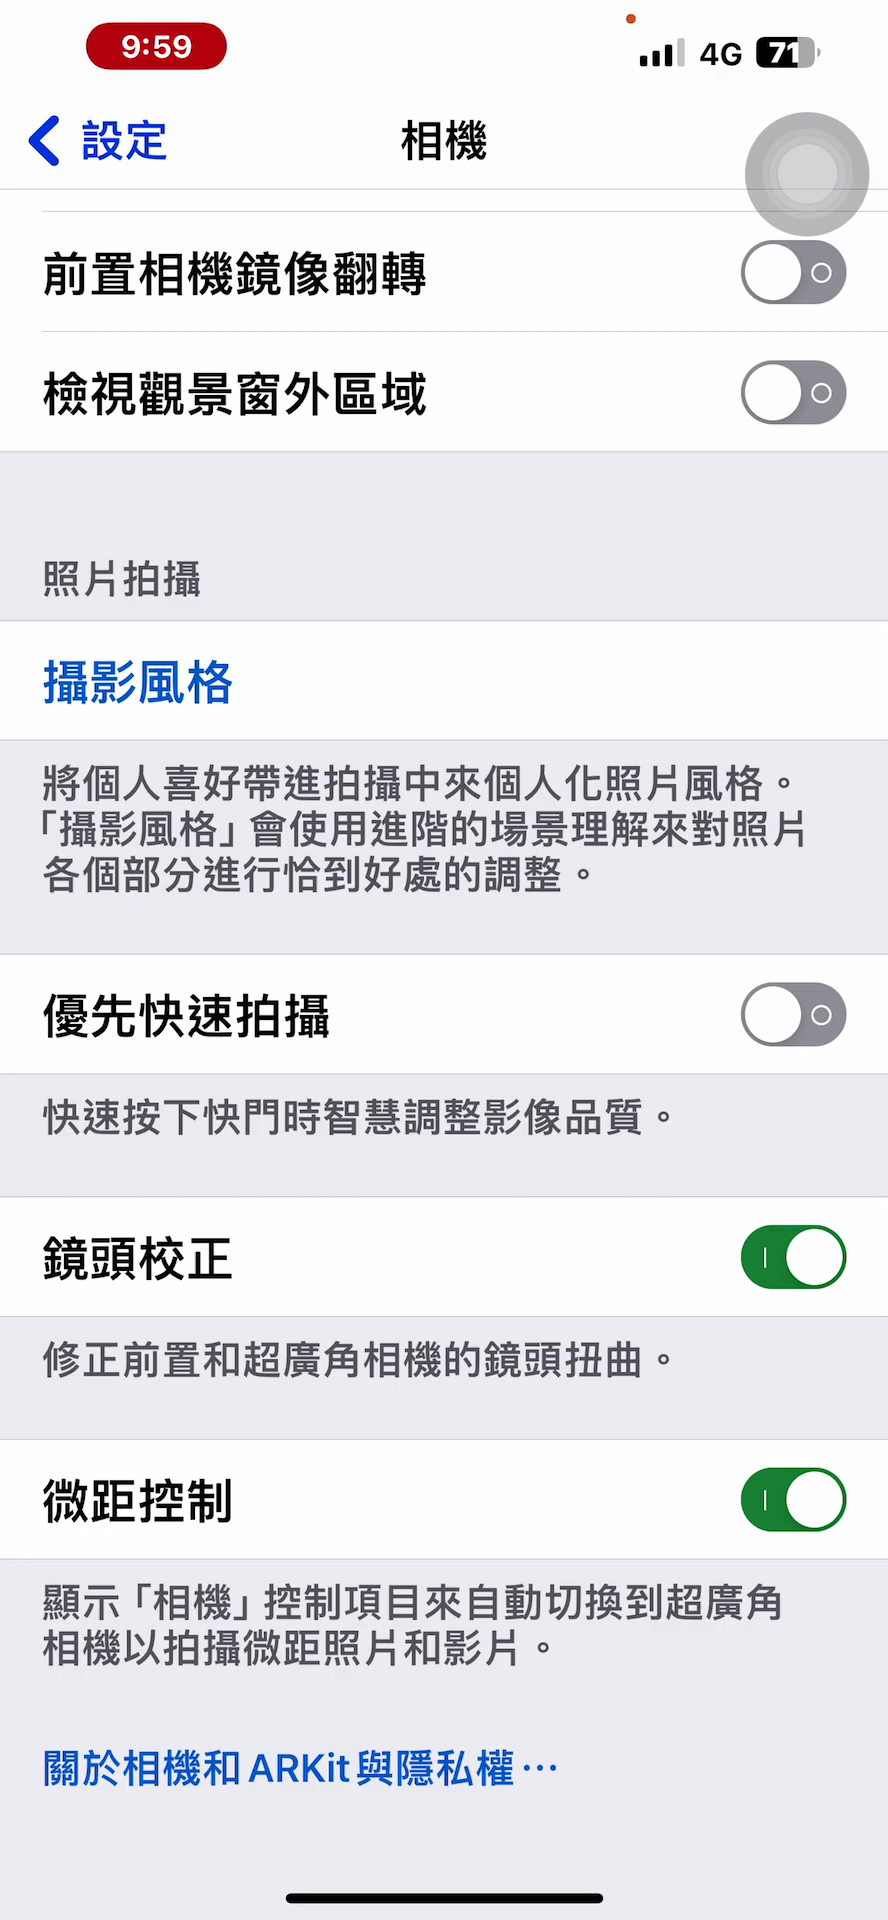 9:59
4G
71
設定
相機
前置相機鏡像翻轉
檢視觀景窗外區域
照片拍攝
攝影風格
將個人喜好帶進拍攝中來個人化照片風格。
「攝影風格」會使用進階的場景理解來對照片
各個部分進行恰到好處的調整。
優先快速拍攝
快速按下快門時智慧調整影像品質。
鏡頭校正
修正前置和超廣角相機的鏡頭扭曲。
微距控制
顯示「相機」控制項目來自動切換到超廣角
相機以拍攝微距照片和影片。
關於相機和 ARKit 與隱私權⋯